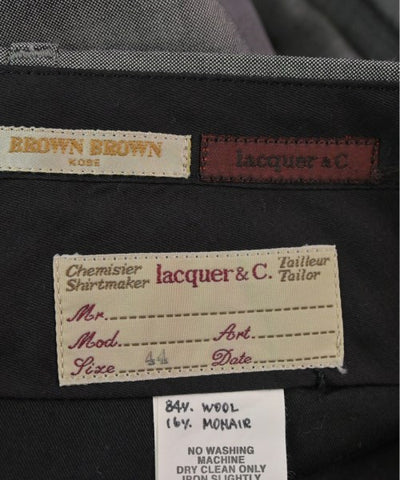 BROWN BROWN
KOBE
lacquer & C.
Chemisier
Shirtmaker
lacquer & C.
Tailleur
Tailor
Mr.
Mod. Art.
Size 44 Date
84%. WOOL
16%. MOHAIR
NO WASHING
MACHINE
DRY CLEAN ONLY
IRON SLIGHTLY